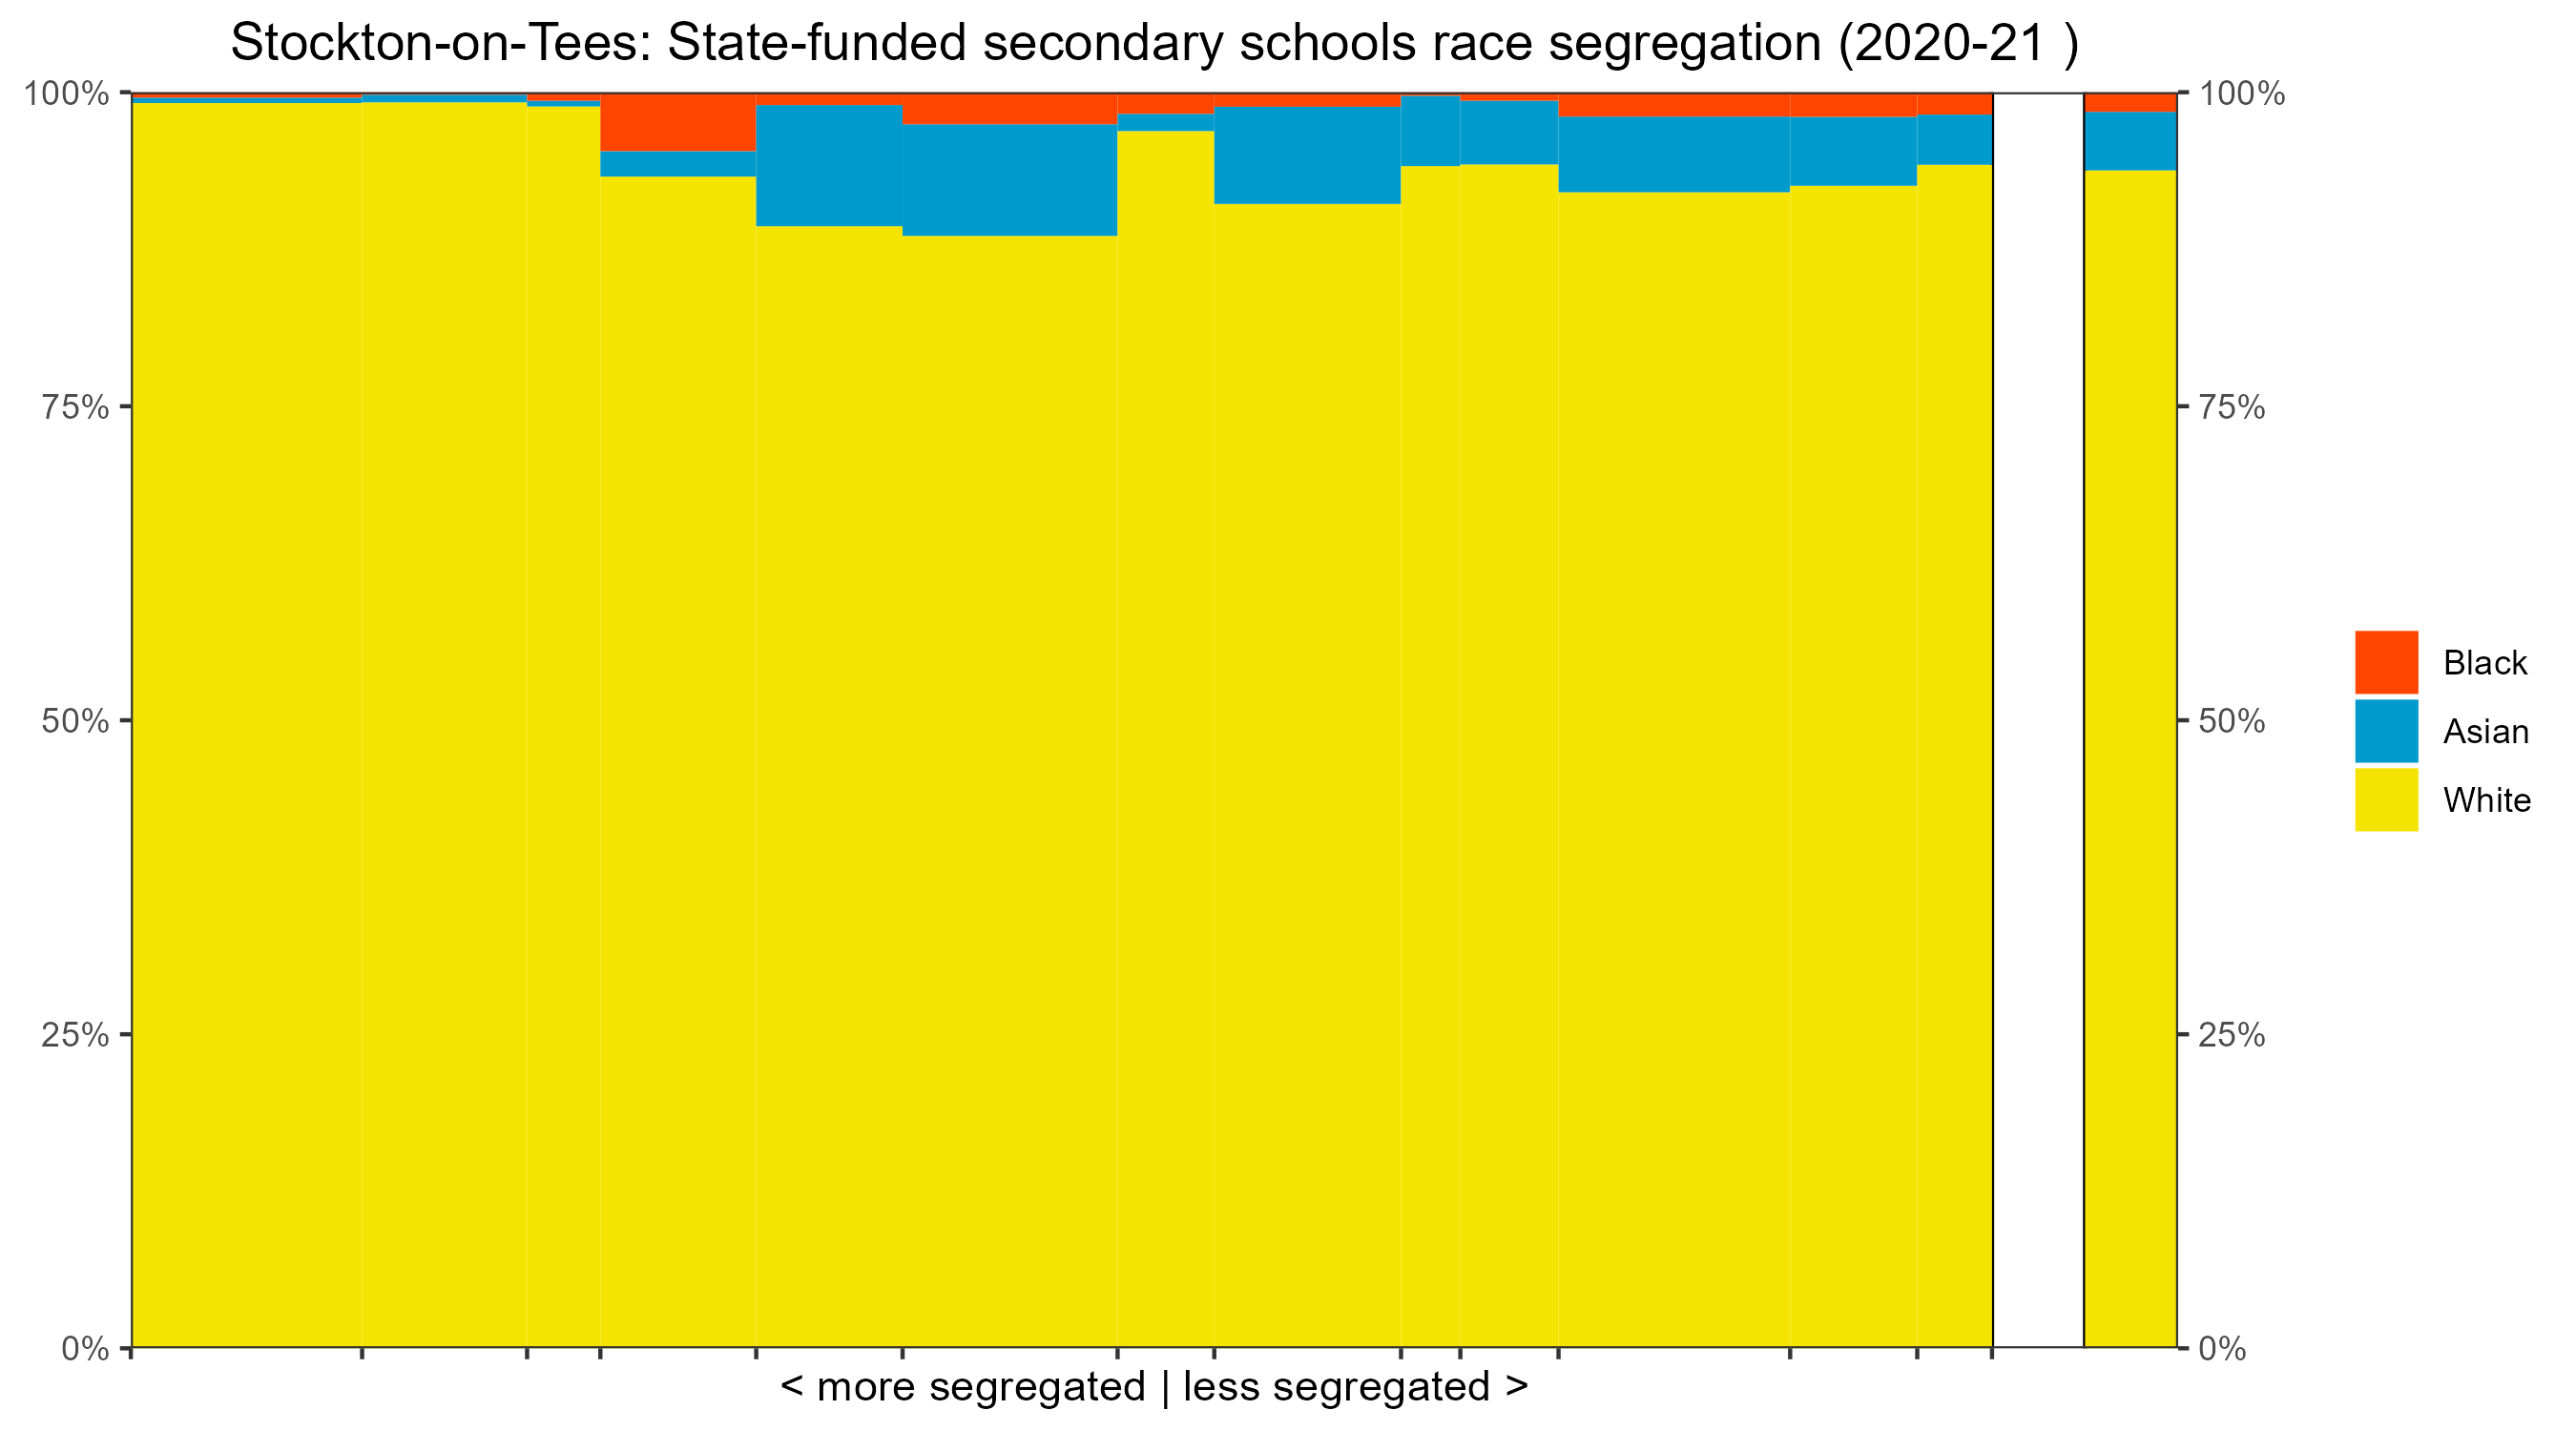 Stockton-on-Tees: State-funded secondary schools race segregation (2020-21 )
100%
75%
50%
25%
0%
100%
75%
50%
25%
0%
Black
Asian
White
< more segregated | less segregated >